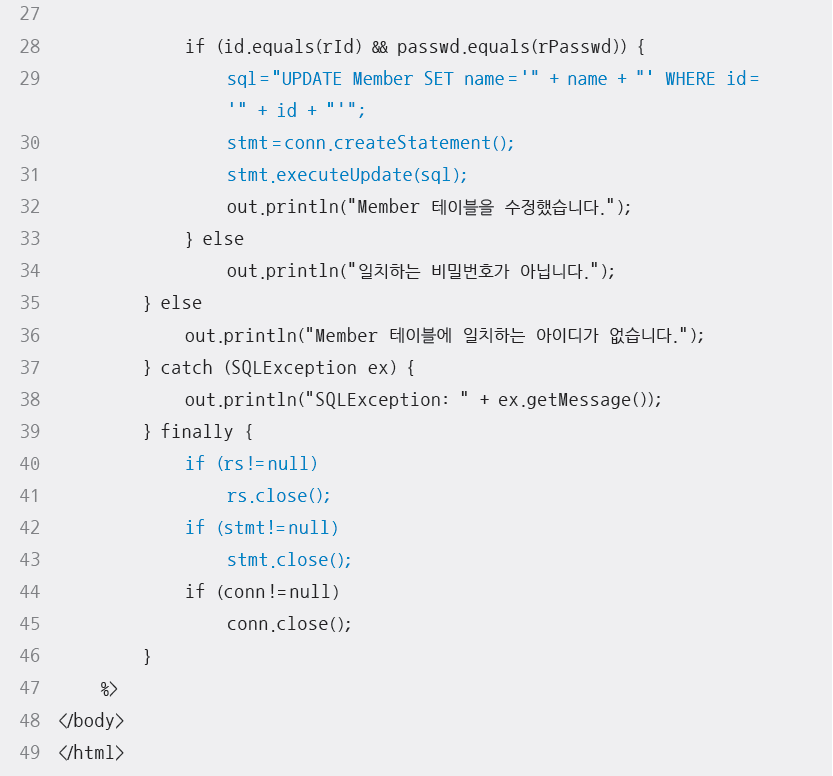 27
28 if (id.equals(rId) && passwd.equals(rPasswd)) {
29 sql="UPDATE Member SET name='" + name + "' WHERE id=
'" + id + "'";
30 stmt=conn.createStatement();
31 stmt.executeUpdate(sql);
32 out.println("Member 테이블을 수정했습니다.");
33 } else
34 out.println("일치하는 비밀번호가 아닙니다.");
35 } else
36 out.println("Member 테이블에 일치하는 아이디가 없습니다.");
37 } catch (SQLException ex) {
38 out.println("SQLException: " + ex.getMessage());
39 } finally {
40 if (rs!=null)
41 rs.close();
42 if (stmt!=null)
43 stmt.close();
44 if (conn!=null)
45 conn.close();
46 }
47 %>
48 </body>
49 </html>